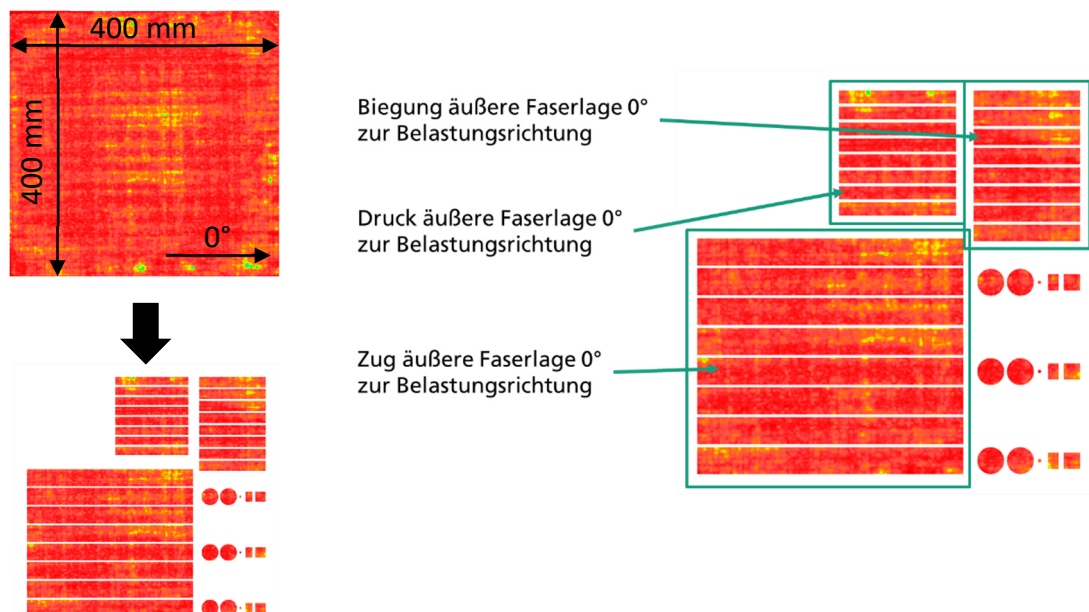 400 mm
400 mm
0°
Biegung äußere Faserlage 0°
zur Belastungsrichtung
Druck äußere Faserlage 0°
zur Belastungsrichtung
Zug äußere Faserlage 0°
zur Belastungsrichtung